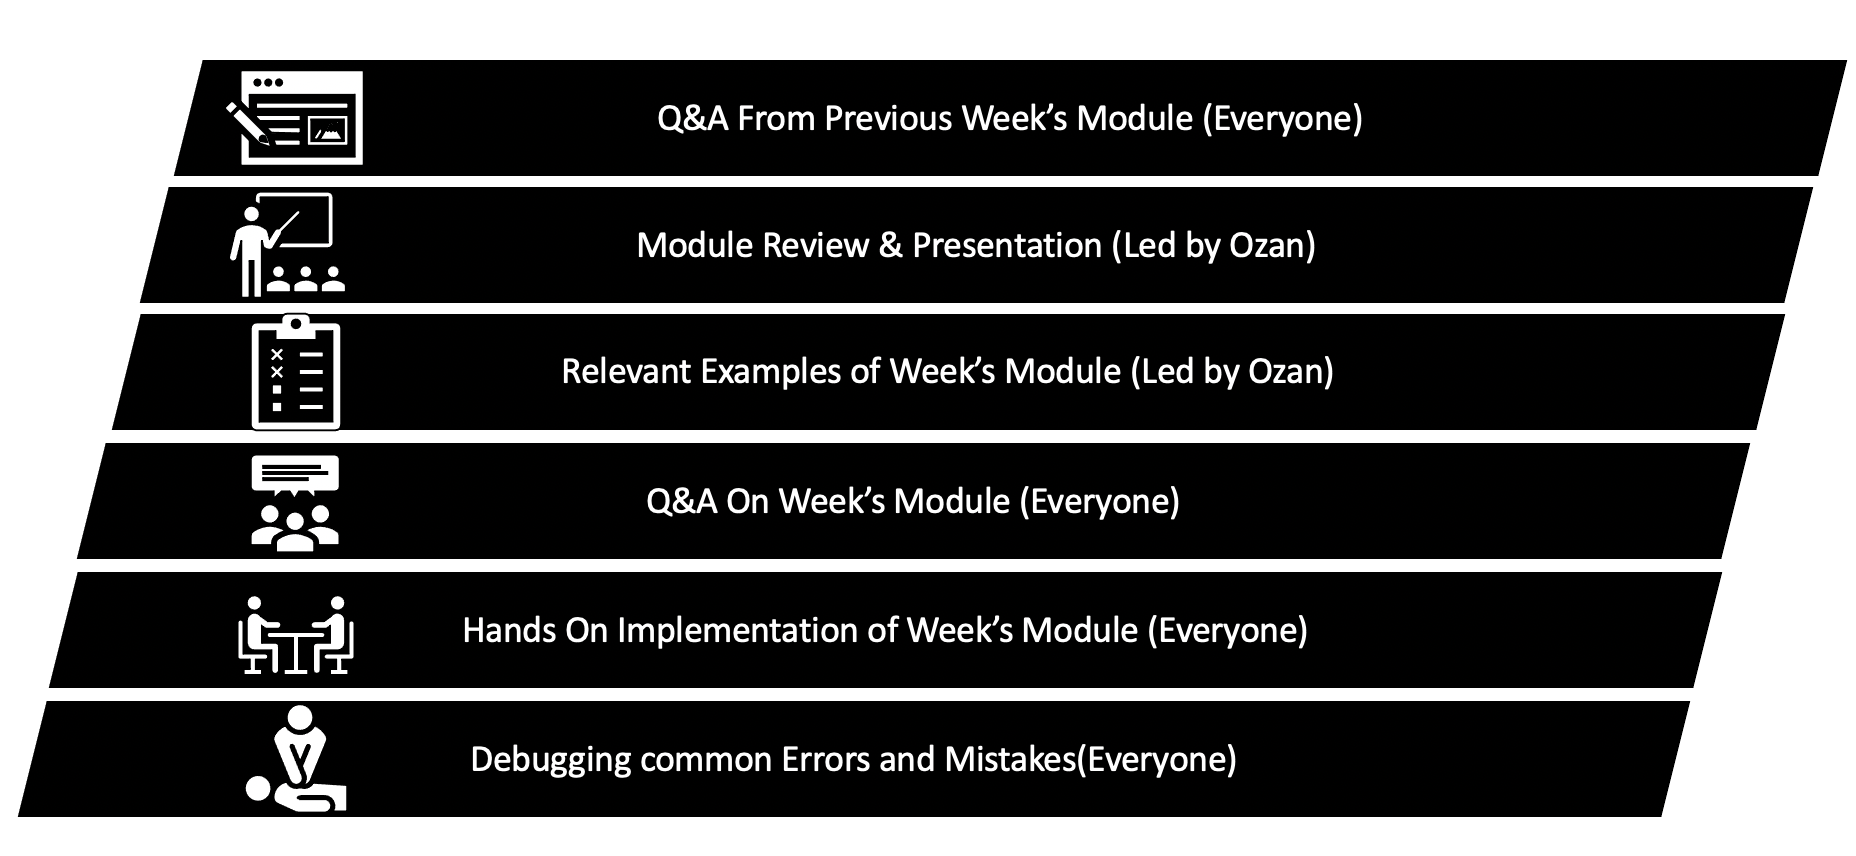 Q&A From Previous Week’s Module (Everyone)
Module Review & Presentation (Led by Ozan)
Relevant Examples of Week’s Module (Led by Ozan)
Q&A On Week’s Module (Everyone)
Hands On Implementation of Week’s Module (Everyone)
Debugging common Errors and Mistakes(Everyone)